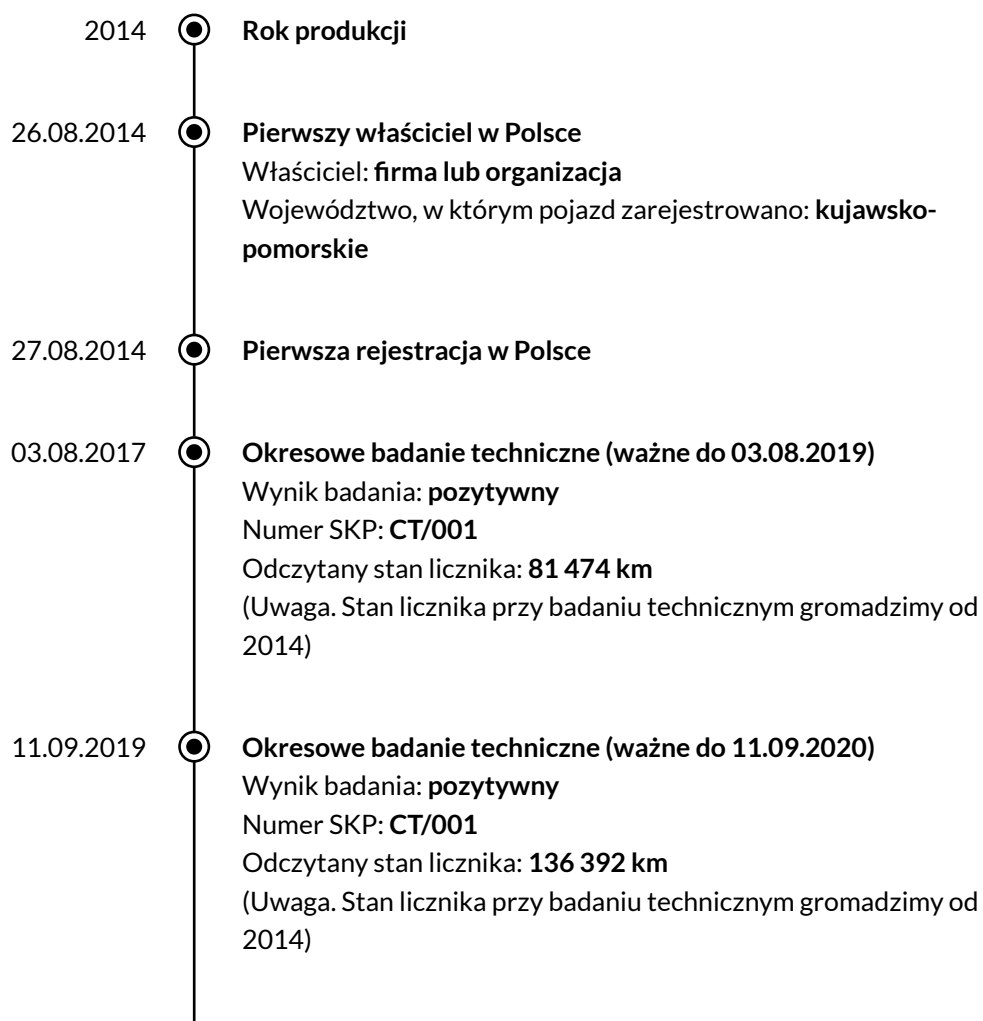 2014
Rok produkcji
26.08.2014
Pierwszy właściciel w Polsce
Właściciel: firma lub organizacja
Województwo, w którym pojazd zarejestrowano: kujawsko-
pomorskie
27.08.2014
Pierwsza rejestracja w Polsce
03.08.2017
Okresowe badanie techniczne (ważne do 03.08.2019)
Wynik badania: pozytywny
Numer SKP: CT/001
Odczytany stan licznika: 81 474 km
(Uwaga. Stan licznika przy badaniu technicznym gromadzimy od
2014)
11.09.2019
Okresowe badanie techniczne (ważne do 11.09.2020)
Wynik badania: pozytywny
Numer SKP: CT/001
Odczytany stan licznika: 136 392 km
(Uwaga. Stan licznika przy badaniu technicznym gromadzimy od
2014)